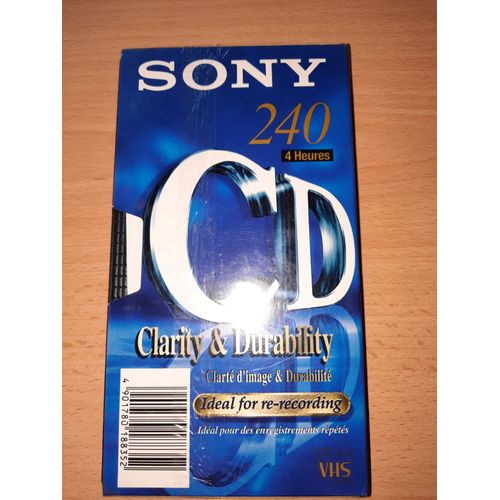 SONY
240
4 Heures
CD
Clarity & Durability
Clarté d'image & Durabilité
Ideal for re-recording
Idéal pour des enregistrements répétés
VHS
4 901780 188352